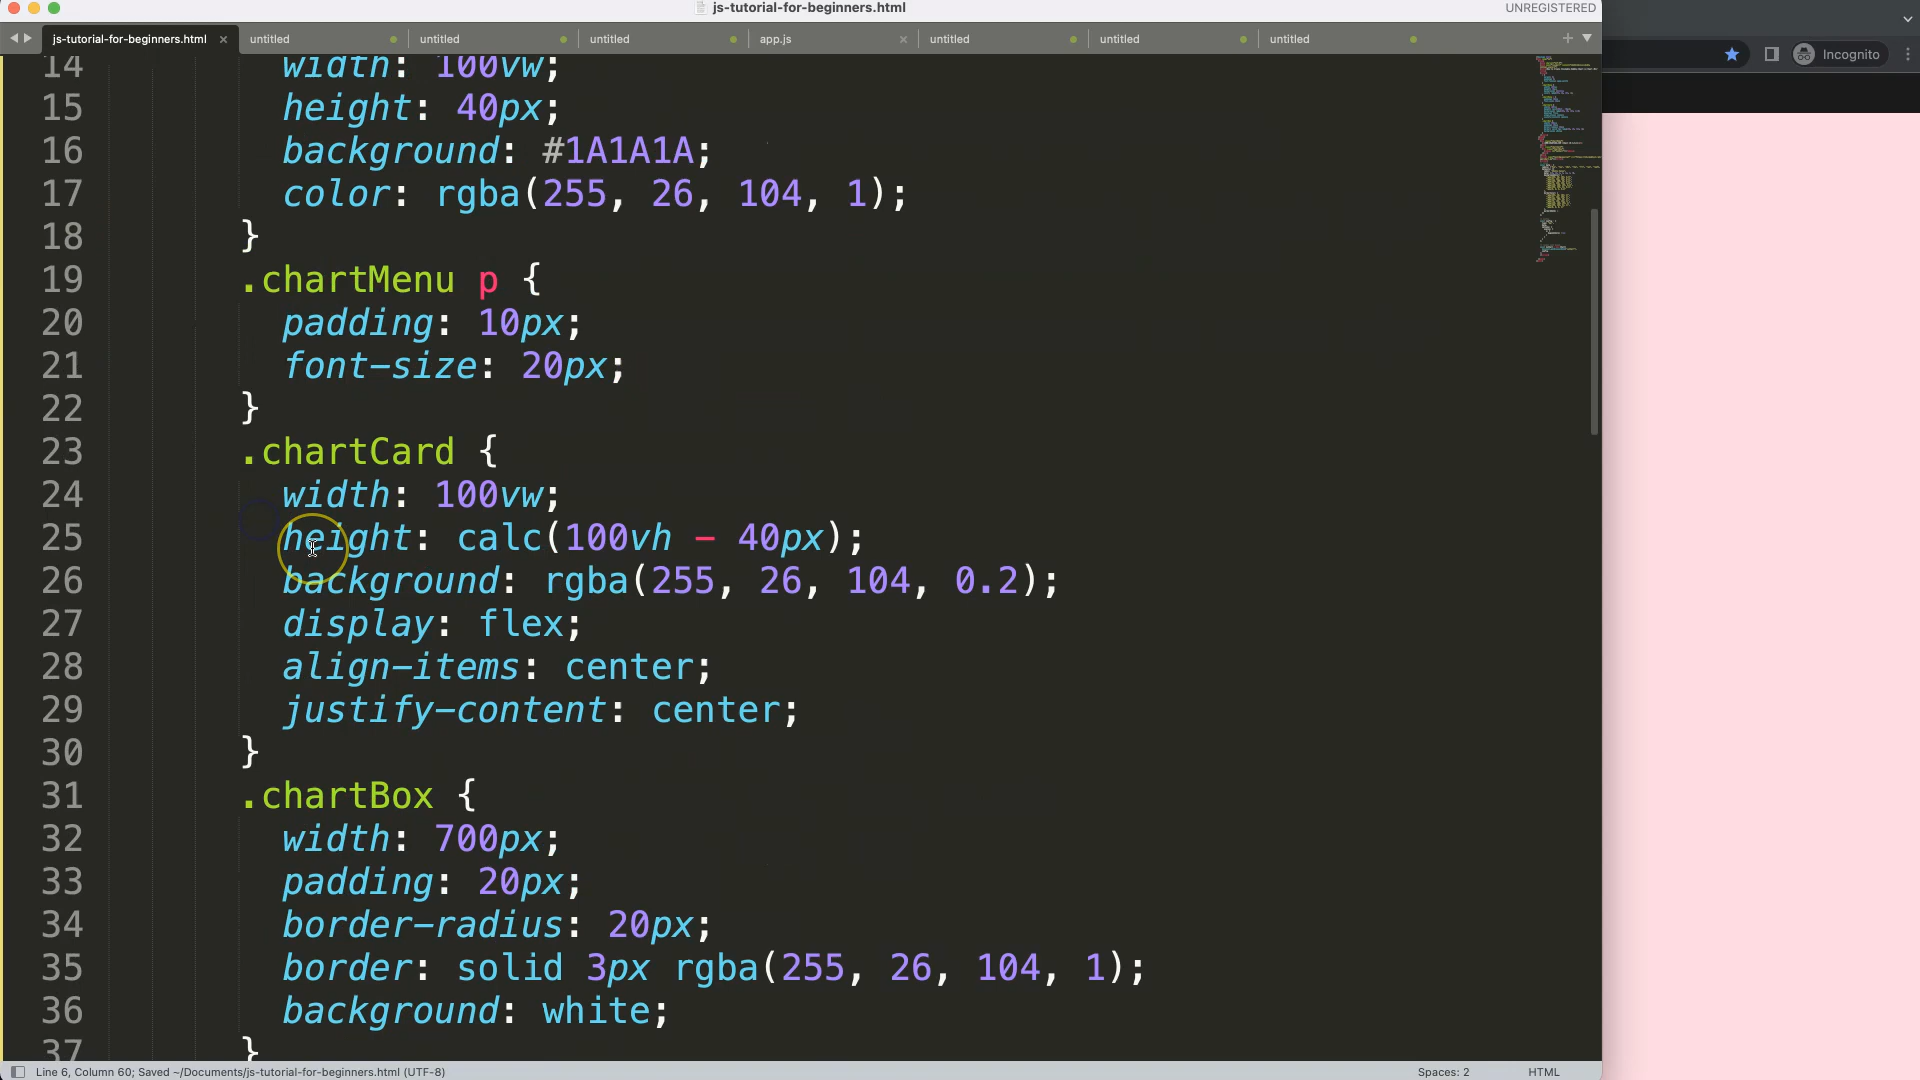 js-tutorial-for-beginners.html
UNREGISTERED
js-tutorial-for-beginners.html × untitled untitled untitled app.js × untitled untitled untitled +
Incognito
14 width: 100vw;
15 height: 40px;
16 background: #1A1A1A;
17 color: rgba(255, 26, 104, 1);
18 }
19 .chartMenu p {
20 padding: 10px;
21 font-size: 20px;
22 }
23 .chartCard {
24 width: 100vw;
25 height: calc(100vh - 40px);
26 background: rgba(255, 26, 104, 0.2);
27 display: flex;
28 align-items: center;
29 justify-content: center;
30 }
31 .chartBox {
32 width: 700px;
33 padding: 20px;
34 border-radius: 20px;
35 border: solid 3px rgba(255, 26, 104, 1);
36 background: white;
37 }
Line 6, Column 60; Saved ~/Documents/js-tutorial-for-beginners.html (UTF-8)
Spaces: 2
HTML